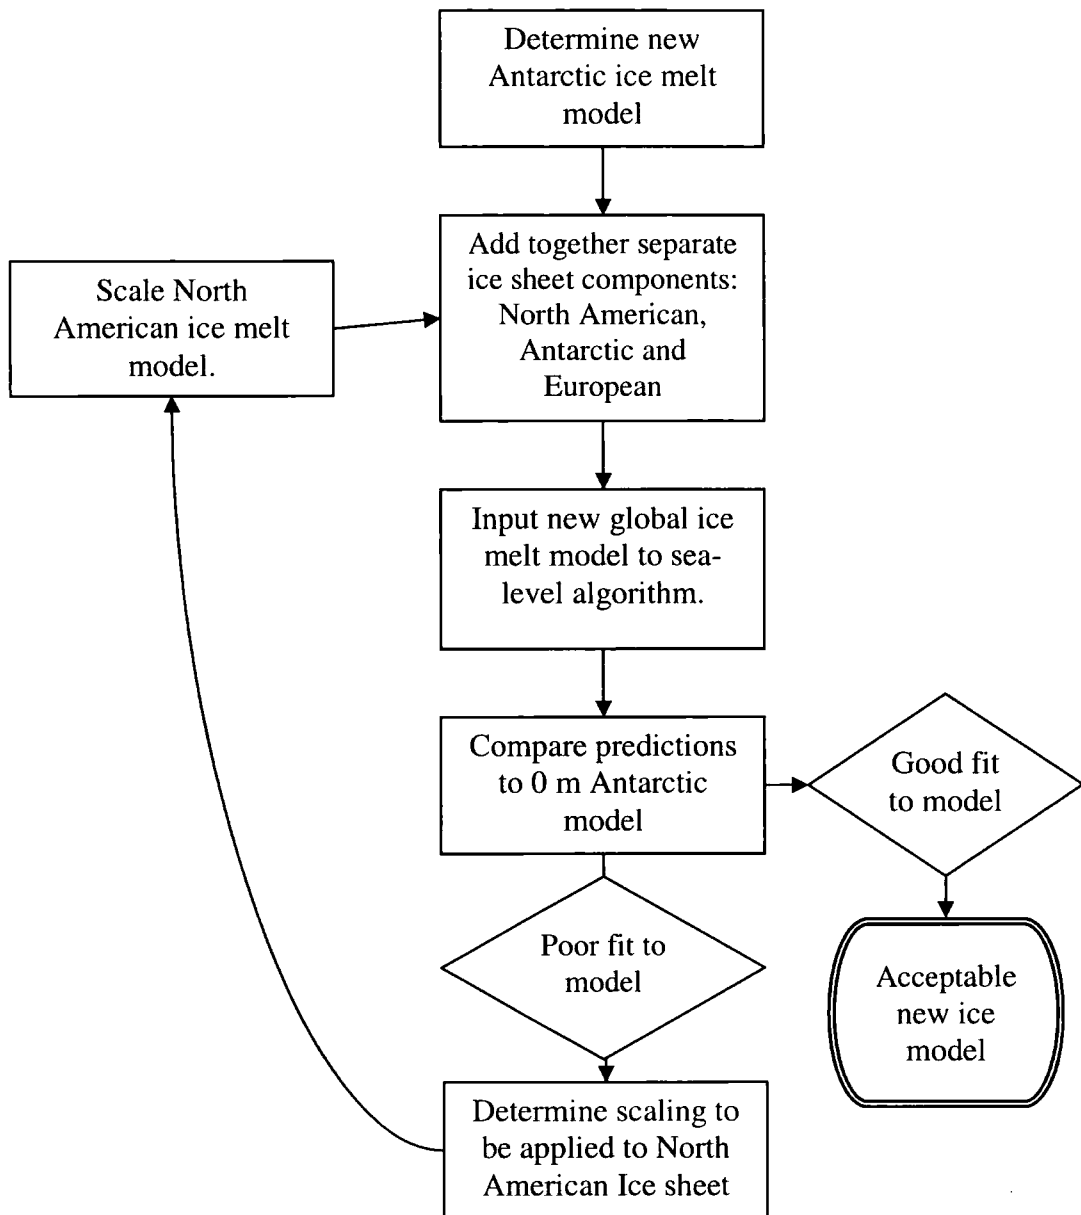 Determine new
Antarctic ice melt
model
Add together separate
ice sheet components:
North American,
Antarctic and
European
Scale North
American ice melt
model.
Input new global ice
melt model to sea-
level algorithm.
Compare predictions
to 0 m Antarctic
model
Good fit
to model
Poor fit to
model
Acceptable
new ice
model
Determine scaling to
be applied to North
American Ice sheet